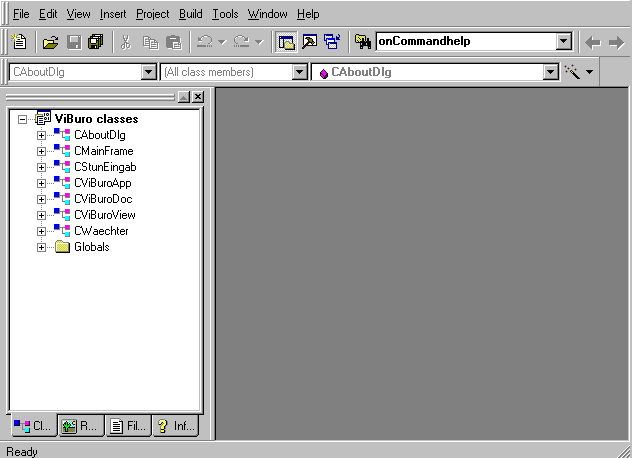 File Edit View Insert Project Build Tools Window Help
onCommandhelp
CAboutDlg (All class members) CAboutDlg
ViBuro classes
CAboutDlg
CMainFrame
CStunEingab
CViBuroApp
CViBuroDoc
CViBuroView
CWaechter
Globals
Cl... R... Fil... Inf...
Ready